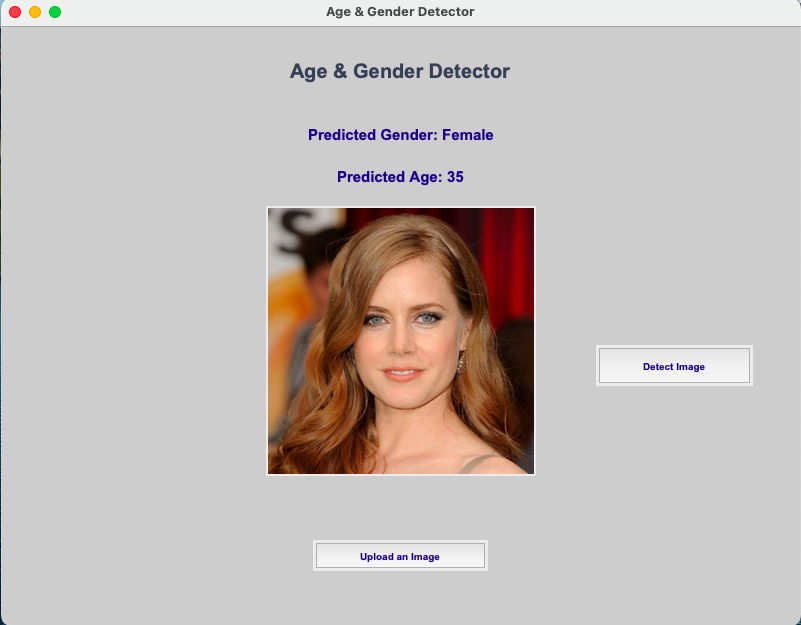 Age & Gender Detector
Age & Gender Detector
Predicted Gender: Female
Predicted Age: 35
Detect Image
Upload an Image